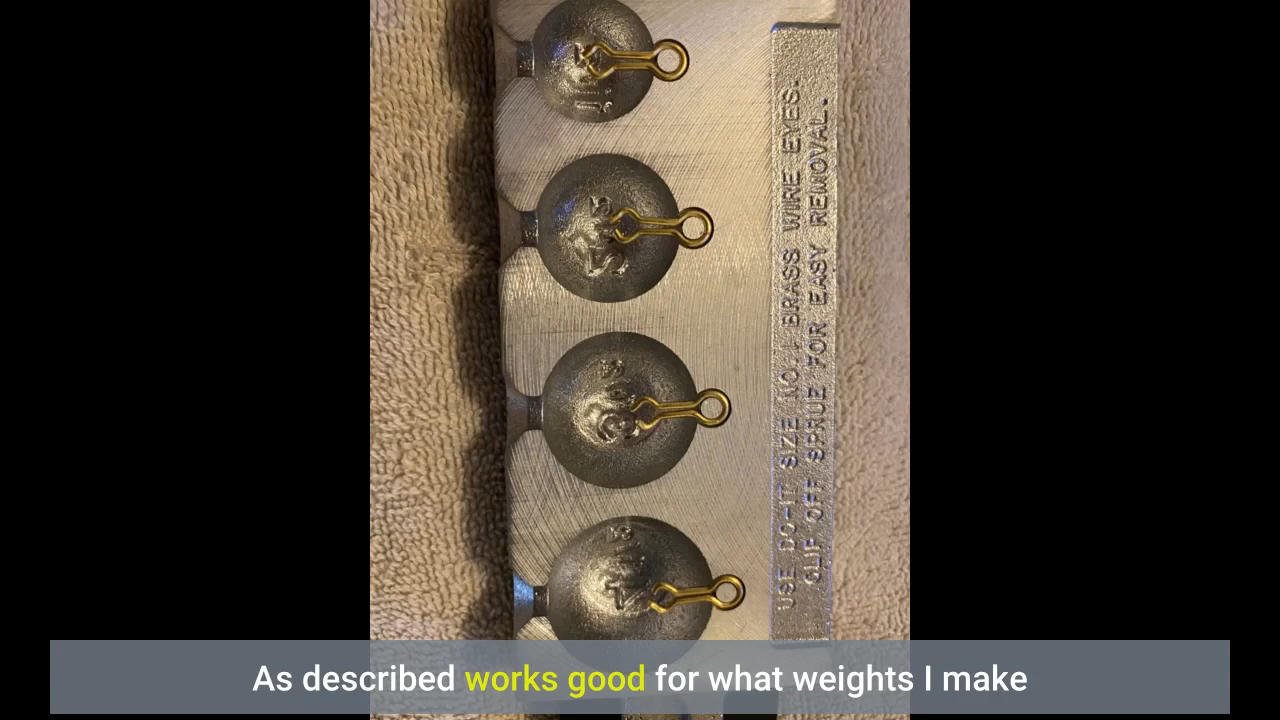 USE DO-IT SIZE NO.1 BRASS WIRE EYES.
CLIP OFF SPRUE FOR EASY REMOVAL.
As described works good for what weights I make